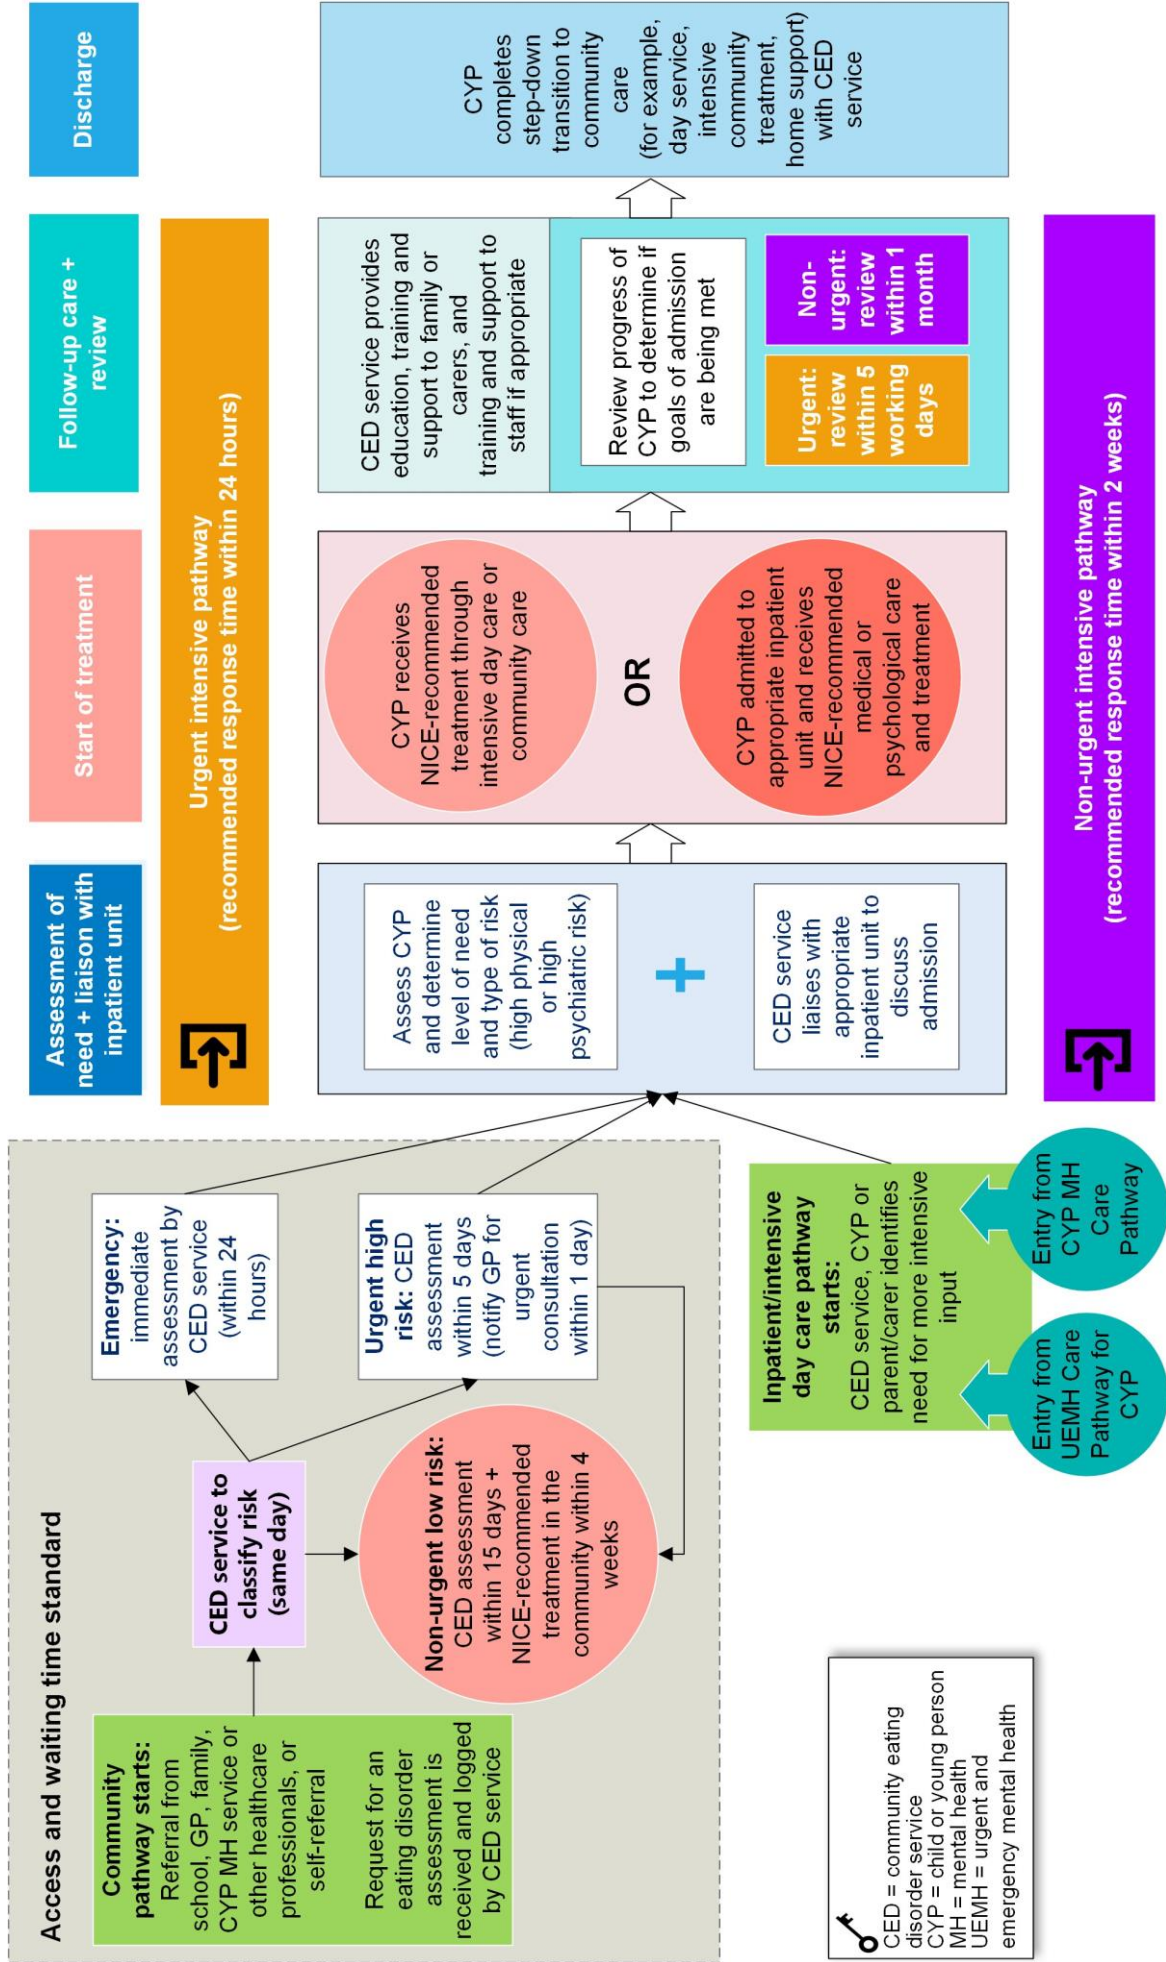 Access and waiting time standard
Community
pathway starts:
Referral from
school, GP, family,
CYP MH service or
other healthcare
professionals, or
self-referral
Request for an
eating disorder
assessment is
received and logged
by CED service
CED service to
classify risk
(same day)
Emergency:
immediate
assessment by
CED service
(within 24
hours)
Urgent high
risk: CED
assessment
within 5 days
(notify GP for
urgent
consultation
within 1 day)
Non-urgent low risk:
CED assessment
within 15 days +
NICE-recommended
treatment in the
community within 4
weeks
Inpatient/intensive
day care pathway
starts:
CED service, CYP or
parent/carer identifies
need for more intensive
input
Entry from
UEMH Care
Pathway for
CYP
Entry from
CYP MH
Care
Pathway
CED = community eating
disorder service
CYP = child or young person
MH = mental health
UEMH = urgent and
emergency mental health
Assessment of
need + liaison with
inpatient unit
Start of treatment
Follow-up care +
review
Discharge
Urgent intensive pathway
(recommended response time within 24 hours)
Assess CYP
and determine
level of need
and type of risk
(high physical
or high
psychiatric risk)
+
CED service
liaises with
appropriate
inpatient unit to
discuss
admission
CYP receives
NICE-recommended
treatment through
intensive day care or
community care
OR
CYP admitted to
appropriate inpatient
unit and receives
NICE-recommended
medical or
psychological care
and treatment
CED service provides
education, training and
support to family or
carers, and
training and support to
staff if appropriate
Review progress of
CYP to determine if
goals of admission
are being met
Urgent:
review
within 5
working
days
Non-
urgent:
review
within 1
month
CYP
completes
step-down
transition to
community
care
(for example,
day service,
intensive
community
treatment,
home support)
with CED
service
Non-urgent intensive pathway
(recommended response time within 2 weeks)